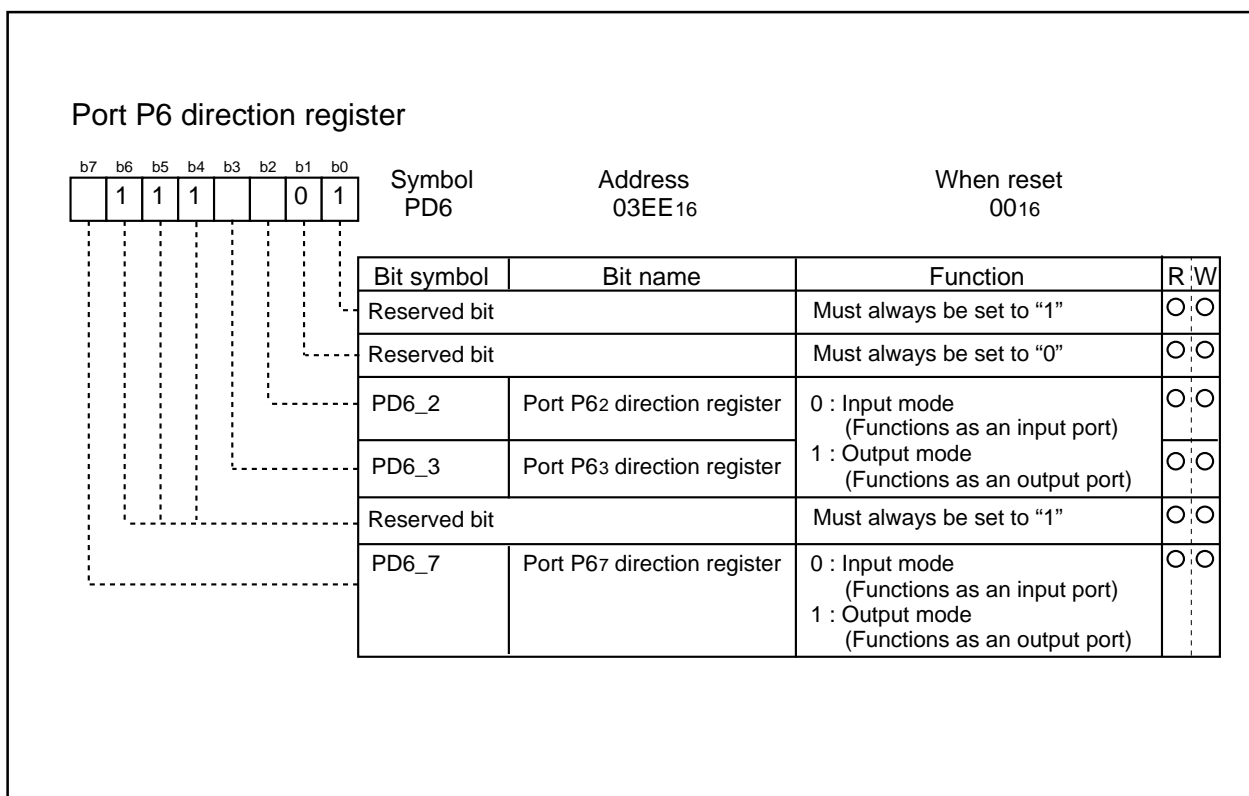 Port P6 direction register
b7 b6 b5 b4 b3 b2 b1 b0
1 1 1 0 1
Symbol Address When reset
PD6 03EE16 0016
Bit symbol Bit name Function R W
Reserved bit Must always be set to “1”
Reserved bit Must always be set to “0”
PD6_2 Port P62 direction register 0 : Input mode
(Functions as an input port)
PD6_3 Port P63 direction register 1 : Output mode
(Functions as an output port)
Reserved bit Must always be set to “1”
PD6_7 Port P67 direction register 0 : Input mode
(Functions as an input port)
1 : Output mode
(Functions as an output port)